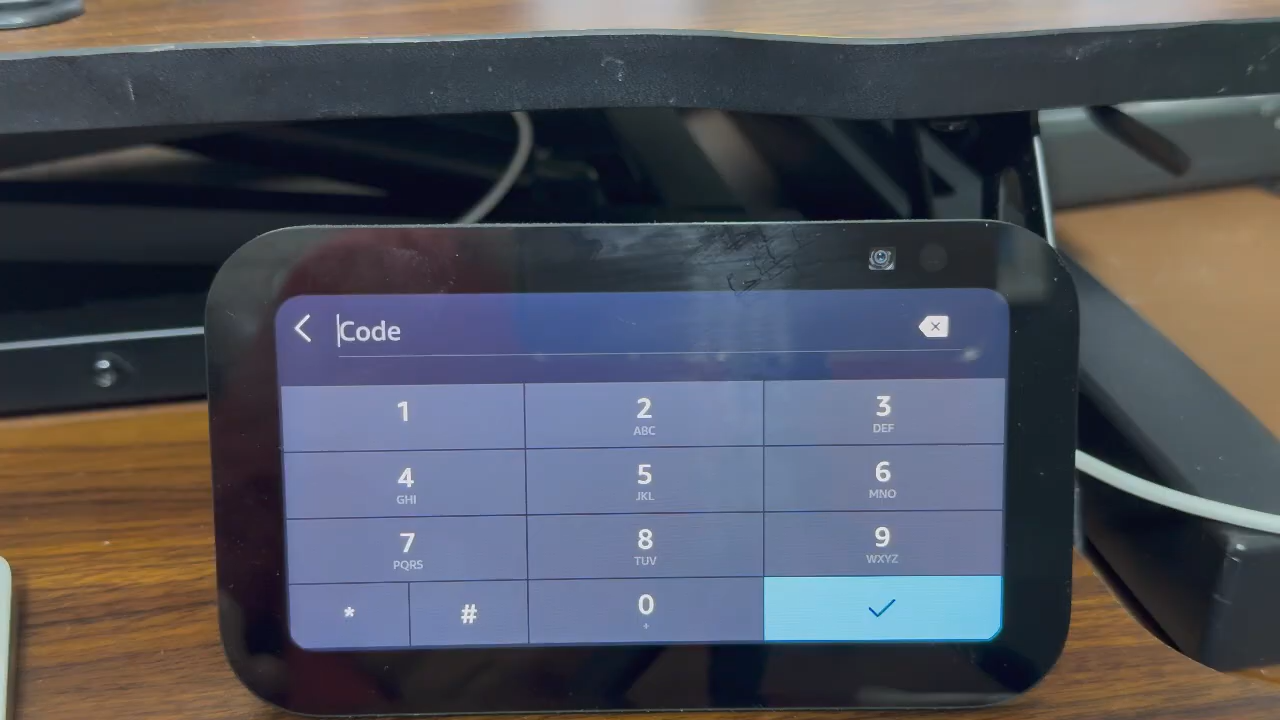 Code
1 2 3
ABC DEF
4 5 6
GHI JKL MNO
7 8 9
PQRS TUV WXYZ
* # 0
+